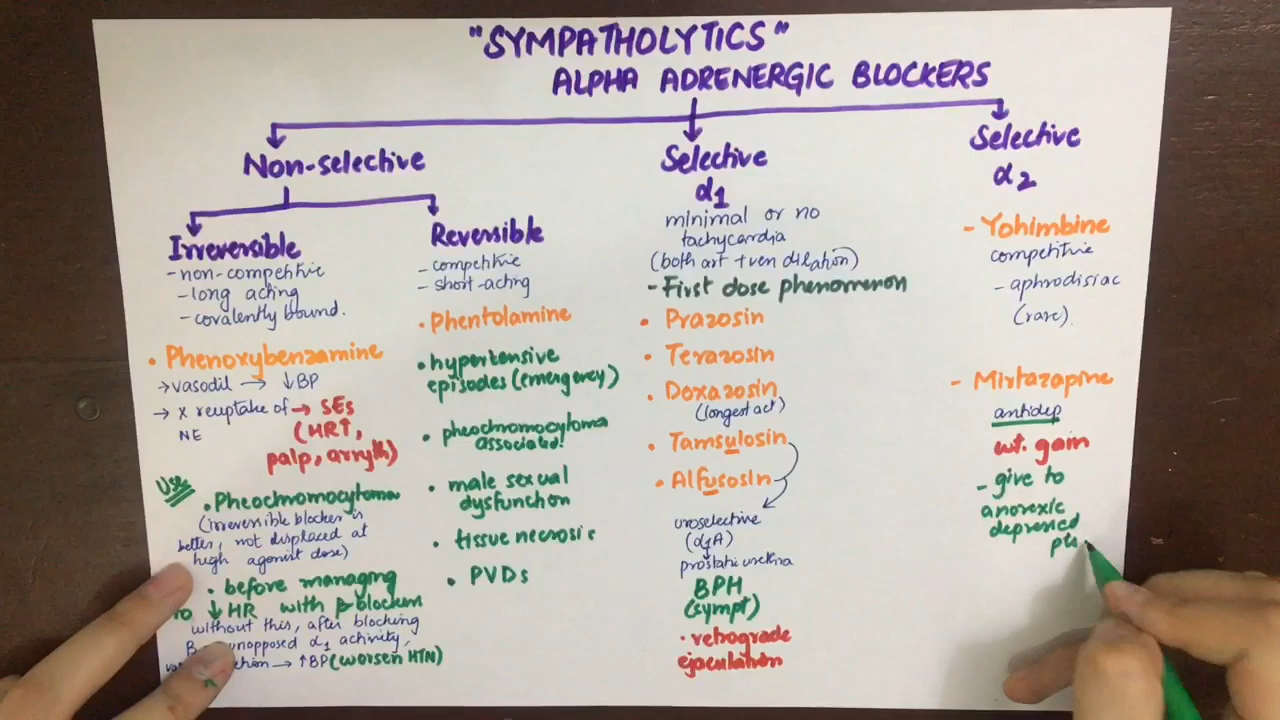 "SYMPATHOLYTICS"
ALPHA ADRENERGIC BLOCKERS
Non-selective
Irreversible
- non-competitive
- long acting
- covalently bound.
• Phenoxybenzamine
→ vasodil → ↓BP
→ X reuptake of → SEs
NE
(HR↑,
palp, arryth)
Use
• Pheochromocytoma
(irreversible blocker is
better, not displaced at
high agonist dose)
• before managing
to ↓HR with β-blockers
without this, after blocking
unopposed α1 activity,
→ ↑BP (worsen HTN)
Reversible
- competitive
- short-acting
• Phentolamine
• hypertensive
episodes (emergency)
• pheochromocytoma
associated!
• male sexual
dysfunction
• tissue necrosis
• PVDs
Selective
α1
minimal or no
tachycardia
(both art + ven dilation)
- First dose phenomenon
• Prazosin
• Terazosin
• Doxazosin
(longest act)
• Tamsulosin
• Alfusosin
uroselective
(α1A)
prostatic urethra
BPH
(sympt)
• retrograde
ejaculation
Selective
α2
- Yohimbine
competitive
- aphrodisiac
(rare).
- Mirtazapine
antidep
wt. gain
- give to
anorexic
depressed
pts